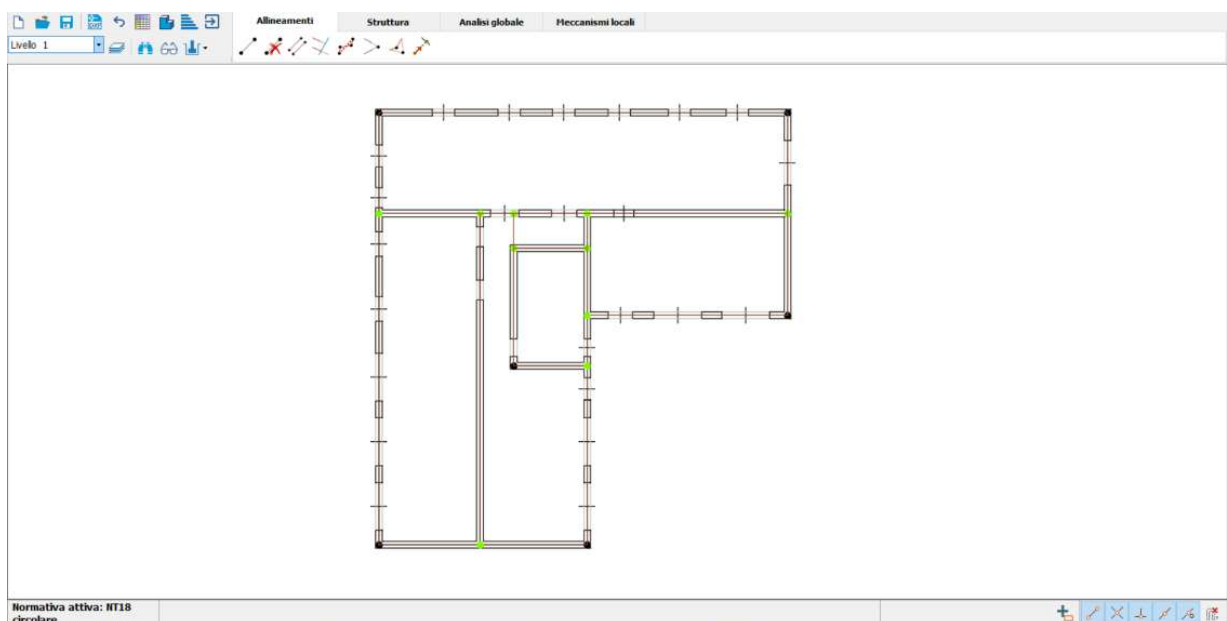 Allineamenti
Struttura
Analisi globale
Meccanismi locali
Livello 1
Normativa attiva: NT18
circolare